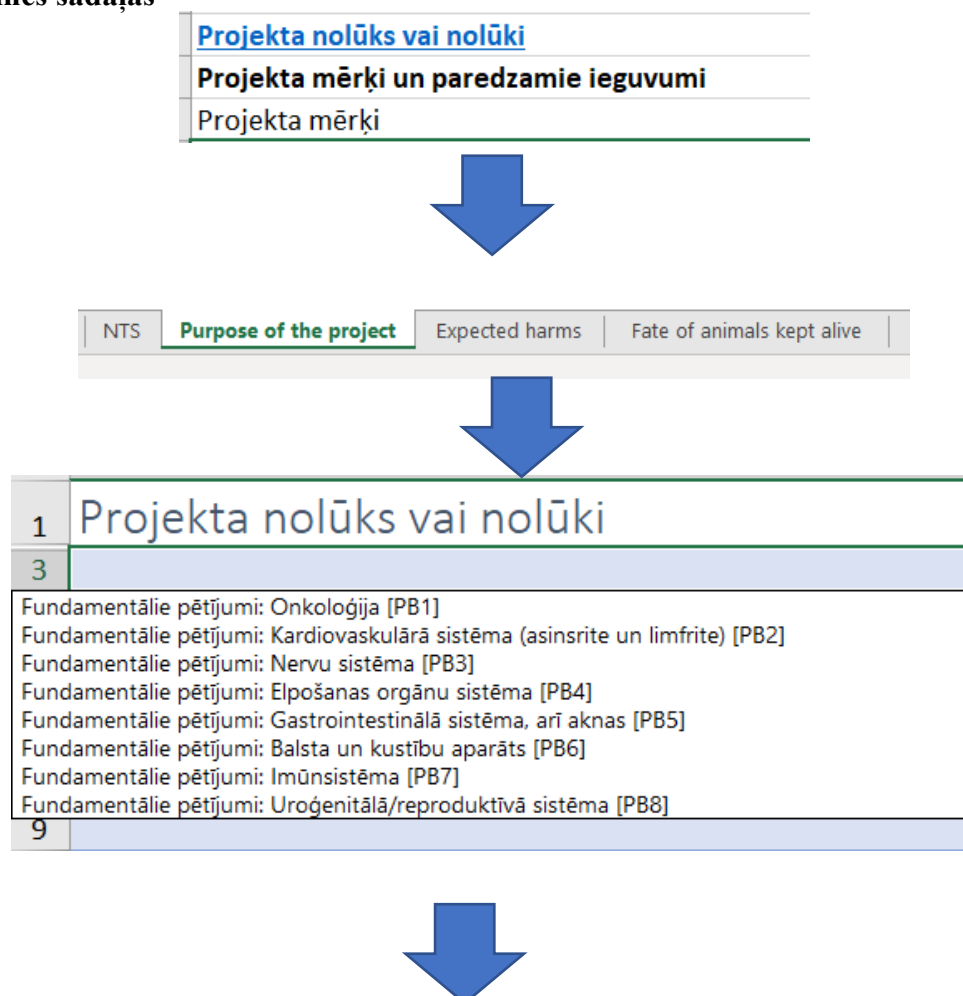 sadaļas
Projekta nolūks vai nolūki
Projekta mērķi un paredzamie ieguvumi
Projekta mērķi
NTS Purpose of the project Expected harms Fate of animals kept alive
1 Projekta nolūks vai nolūki
3
Fundamentālie pētījumi: Onkoloģija [PB1]
Fundamentālie pētījumi: Kardiovaskulārā sistēma (asinsrite un limfrite) [PB2]
Fundamentālie pētījumi: Nervu sistēma [PB3]
Fundamentālie pētījumi: Elpošanas orgānu sistēma [PB4]
Fundamentālie pētījumi: Gastrointestinālā sistēma, arī aknas [PB5]
Fundamentālie pētījumi: Balsta un kustību aparāts [PB6]
Fundamentālie pētījumi: Imūnsistēma [PB7]
Fundamentālie pētījumi: Uroģenitālā/reproduktīvā sistēma [PB8]
9